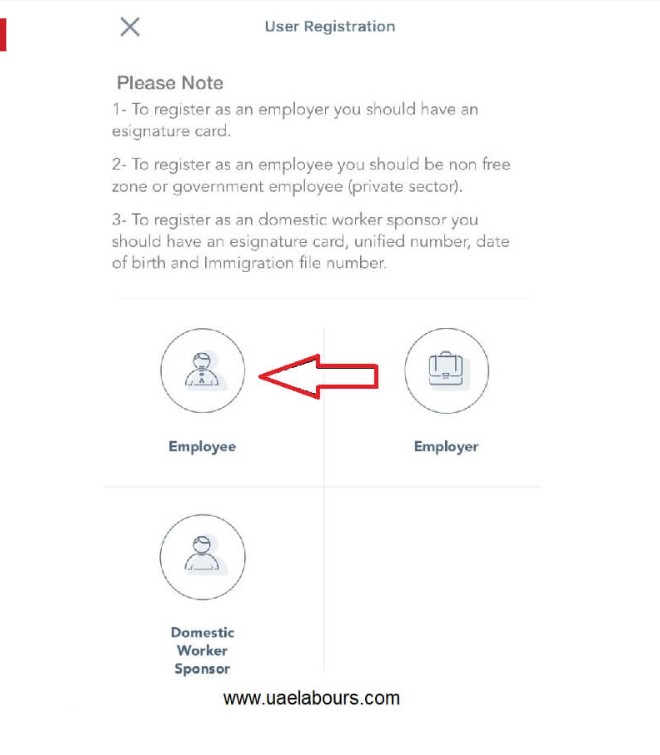 User Registration
Please Note
1- To register as an employer you should have an
esignature card.
2- To register as an employee you should be non free
zone or government employee (private sector).
3- To register as an domestic worker sponsor you
should have an esignature card, unified number, date
of birth and Immigration file number.
Employee
Employer
Domestic
Worker
Sponsor
www.uaelabours.com